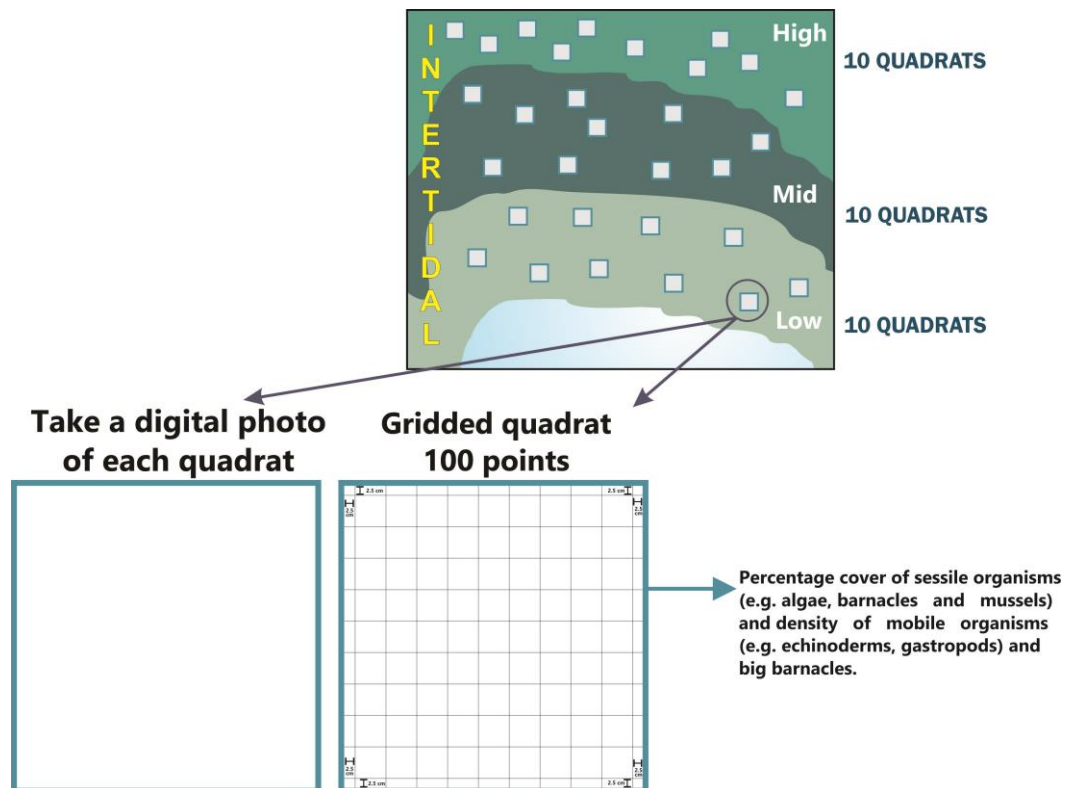 INTERTIDAL
High
10 QUADRATS
Mid
10 QUADRATS
Low
10 QUADRATS
Take a digital photo
of each quadrat
Gridded quadrat
100 points
2.5 cm
2.5 cm
2.5
cm
2.5
cm
Percentage cover of sessile organisms
(e.g. algae, barnacles and mussels)
and density of mobile organisms
(e.g. echinoderms, gastropods) and
big barnacles.
2.5
cm
2.5
cm
2.5 cm
2.5 cm